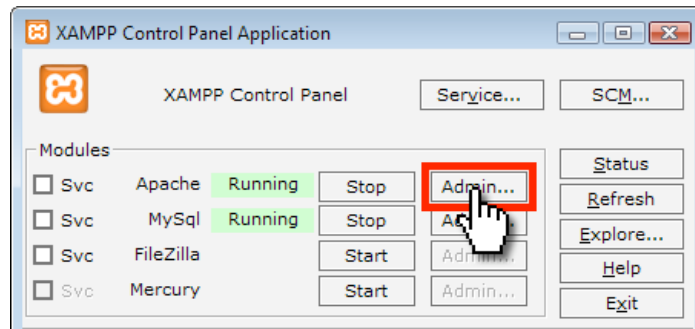 XAMPP Control Panel Application
XAMPP Control Panel Service... SCM...
Modules
Svc Apache Running Stop Admin...
Svc MySql Running Stop
Svc FileZilla Start Admin...
Svc Mercury Start Admin...
Status
Refresh
Explore...
Help
Exit